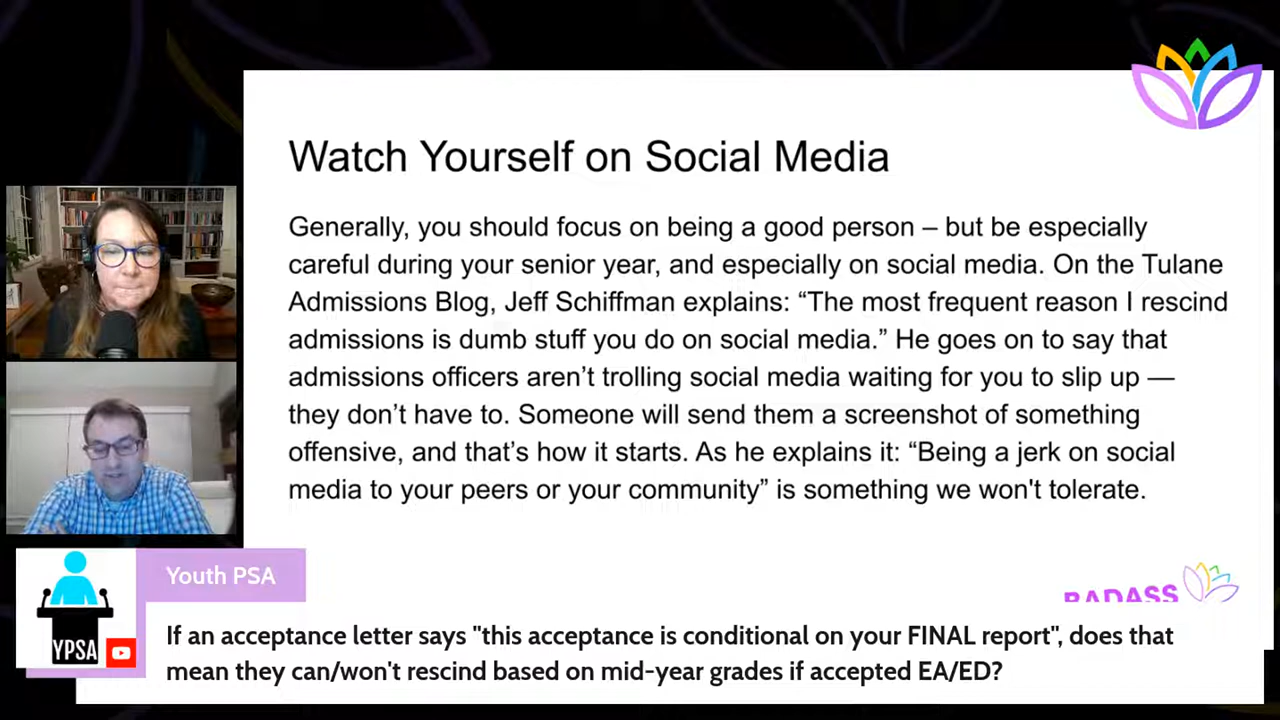 Watch Yourself on Social Media
Generally, you should focus on being a good person – but be especially
careful during your senior year, and especially on social media. On the Tulane
Admissions Blog, Jeff Schiffman explains: “The most frequent reason I rescind
admissions is dumb stuff you do on social media.” He goes on to say that
admissions officers aren’t trolling social media waiting for you to slip up —
they don’t have to. Someone will send them a screenshot of something
offensive, and that’s how it starts. As he explains it: “Being a jerk on social
media to your peers or your community” is something we won't tolerate.
BADASS
YPSA
Youth PSA
If an acceptance letter says "this acceptance is conditional on your FINAL report", does that
mean they can/won't rescind based on mid-year grades if accepted EA/ED?